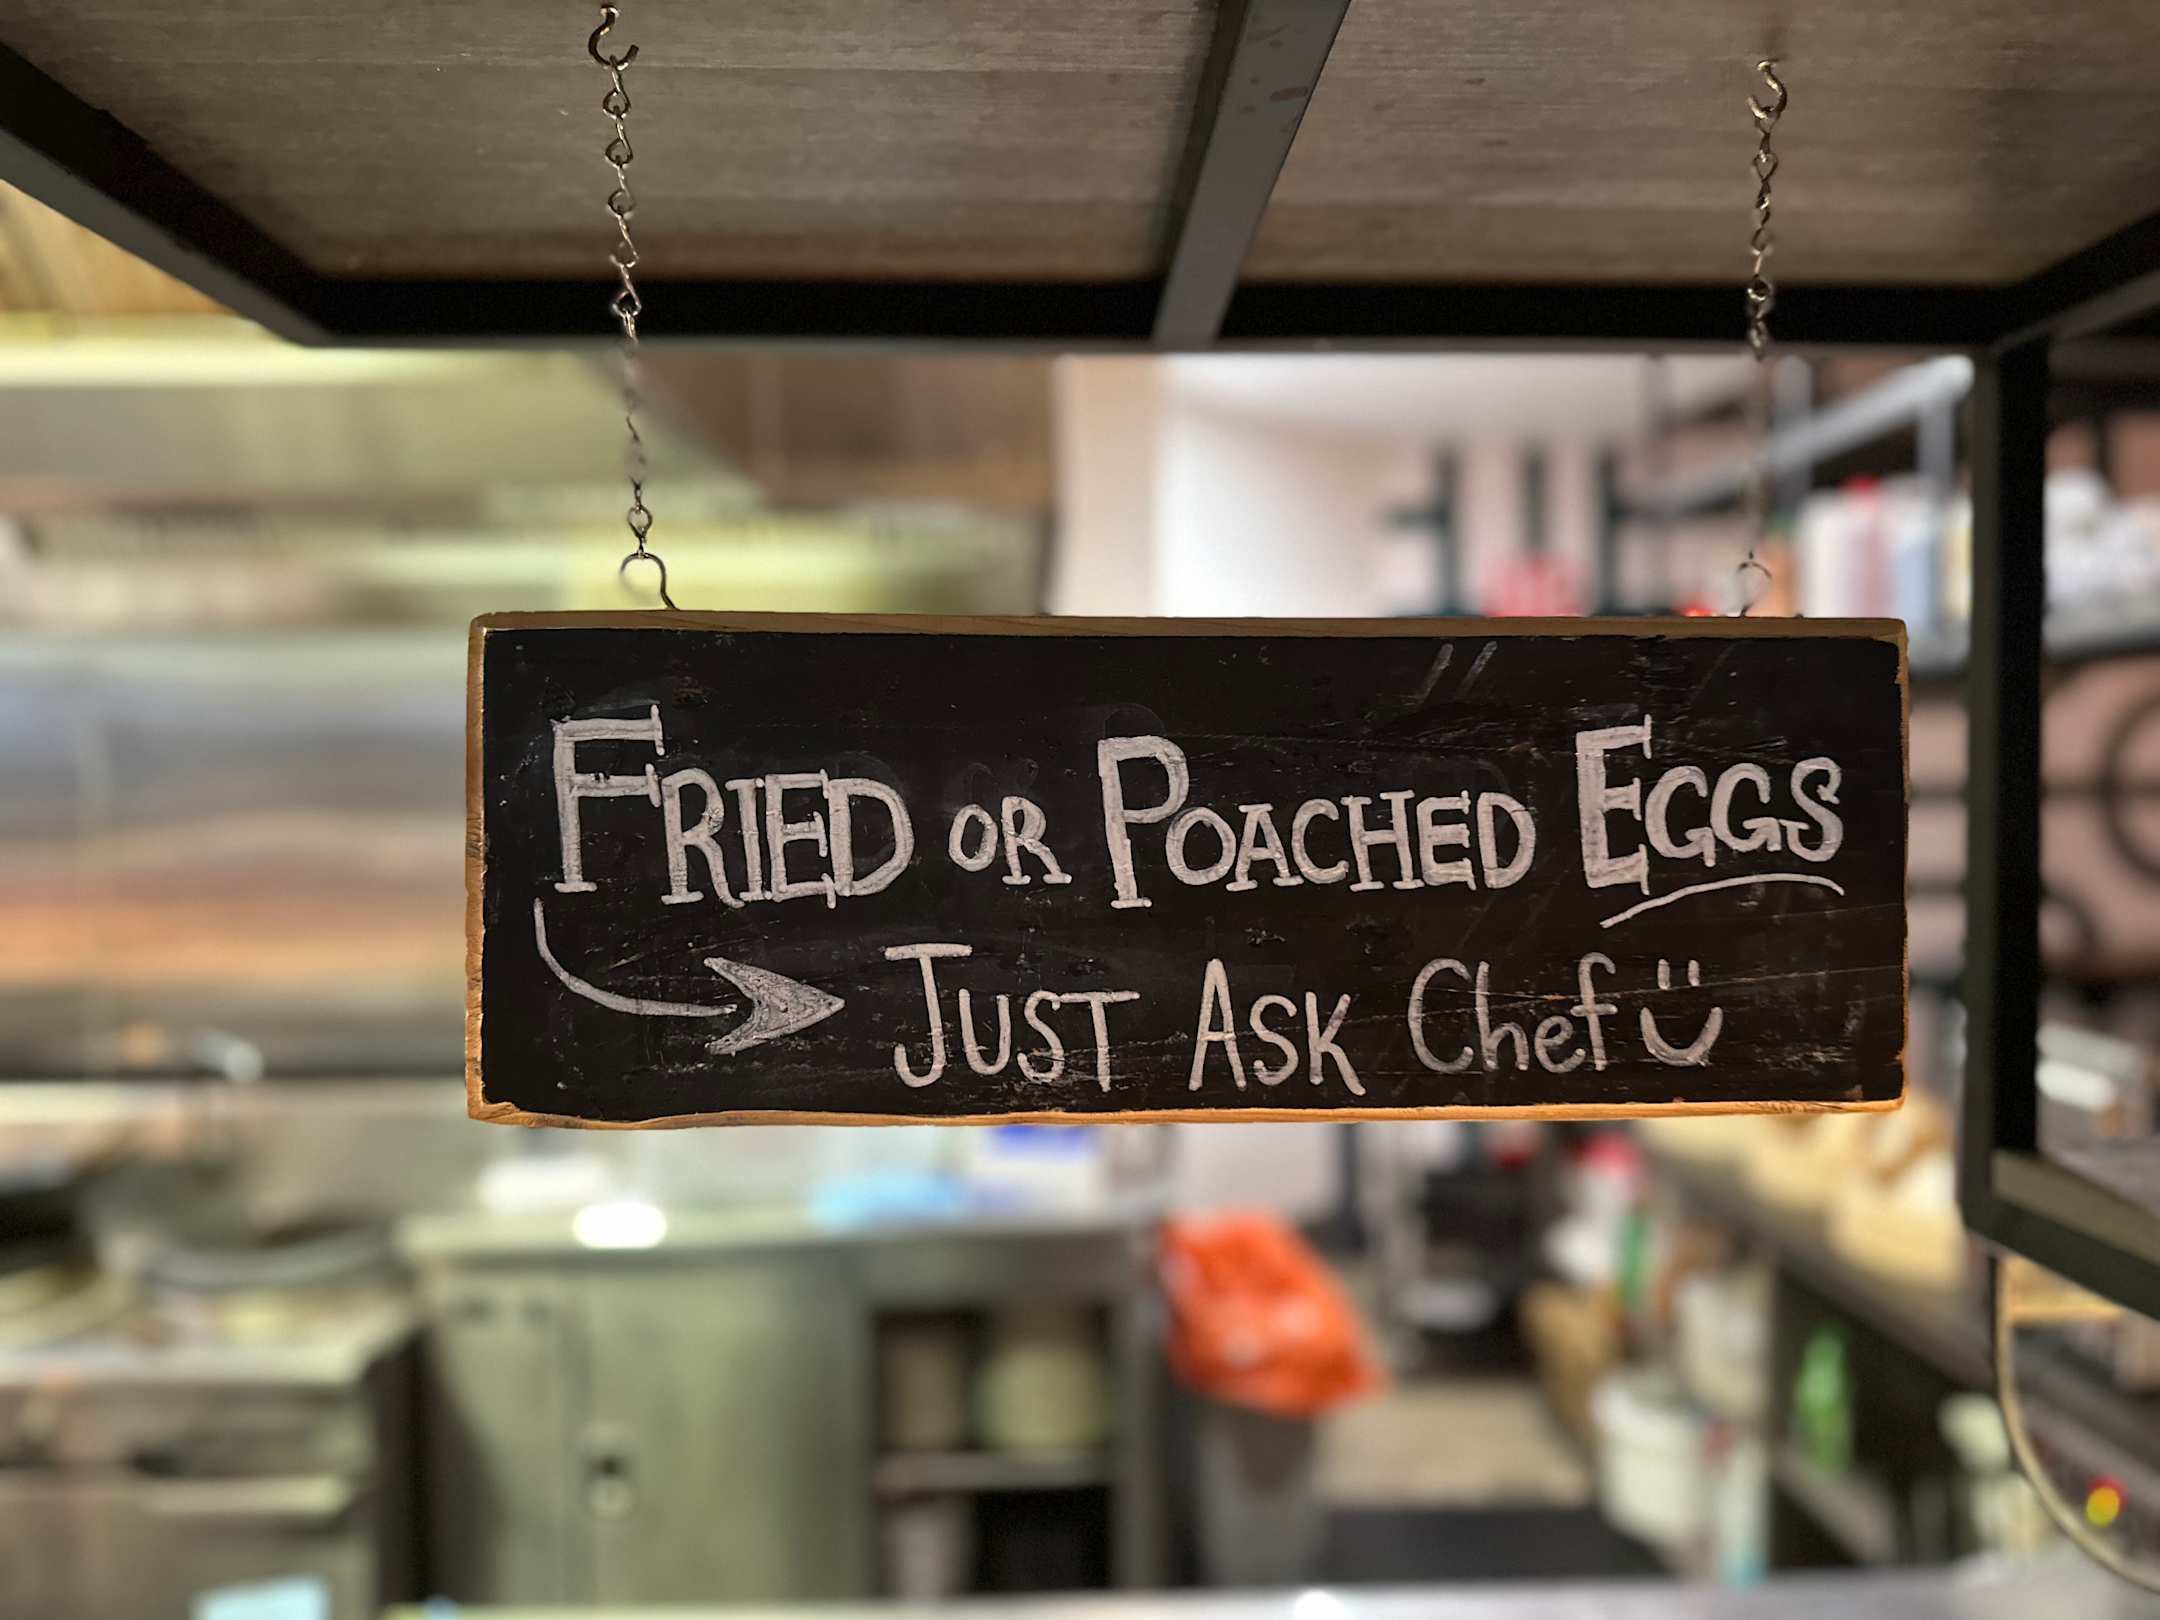 FRIED OR POACHED EGGS
JUST ASK Chef